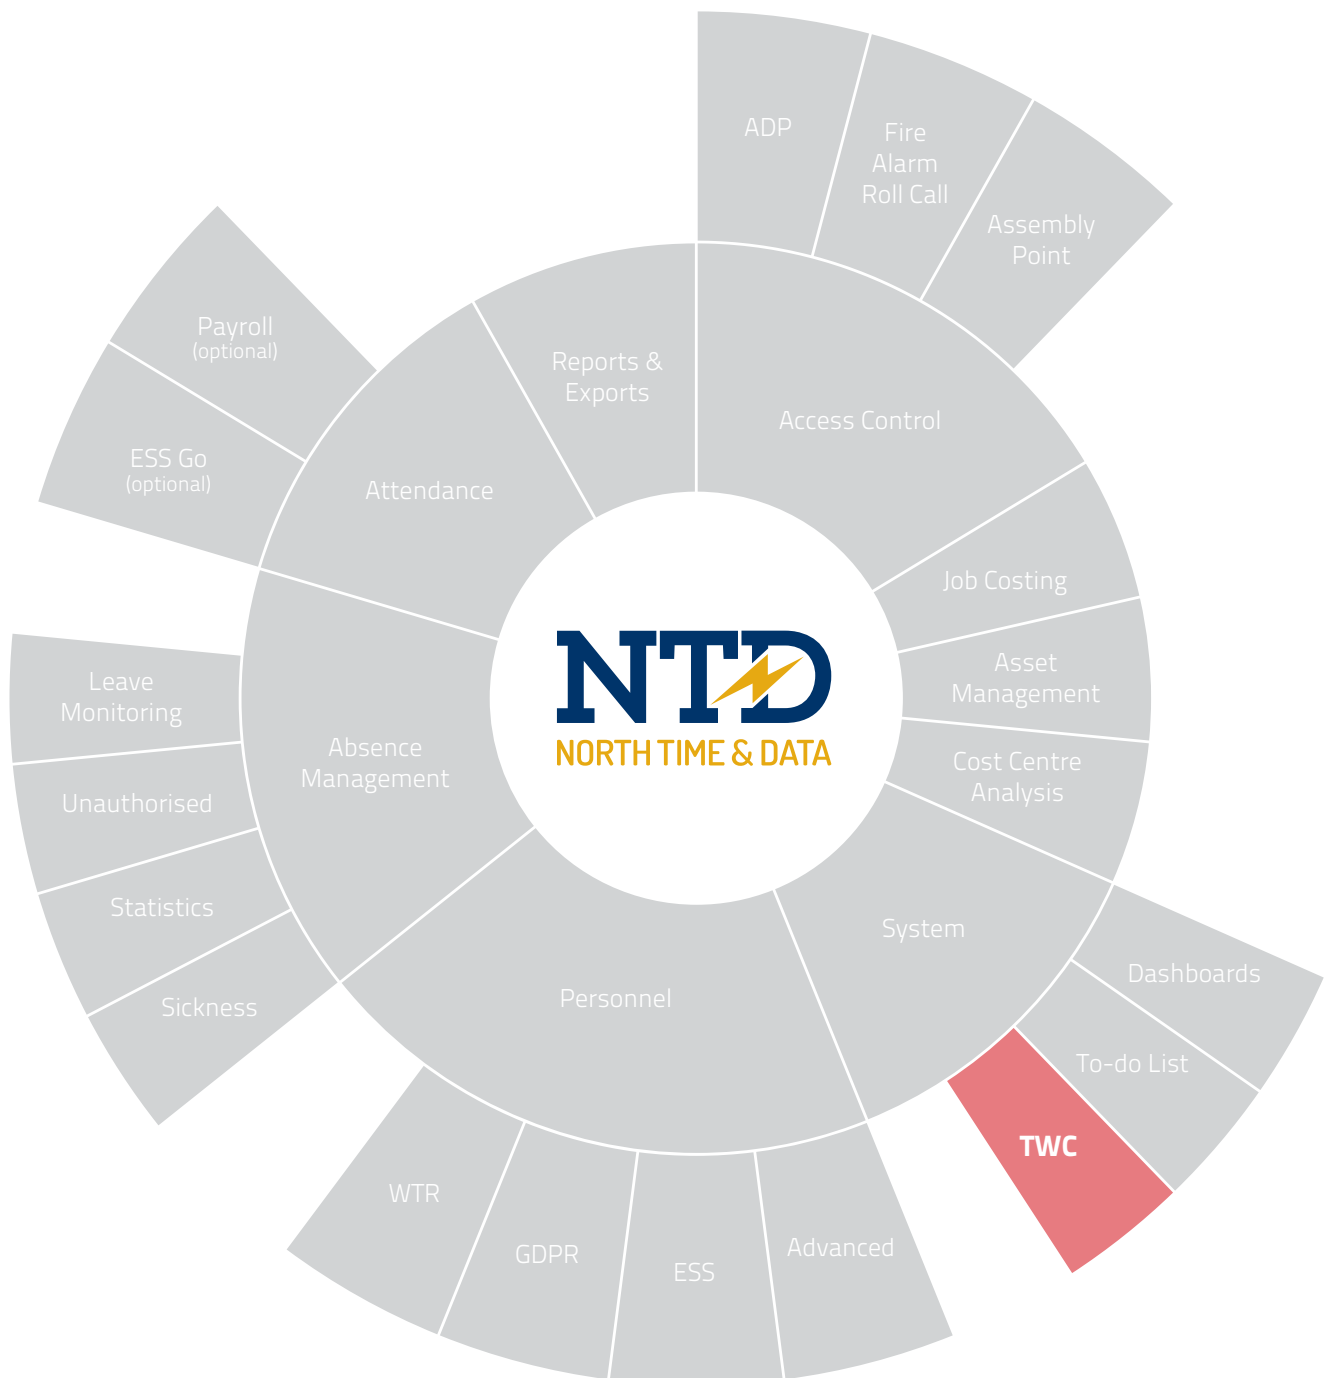 ADP
Fire
Alarm
Roll Call
Assembly
Point
Payroll
(optional)
ESS Go
(optional)
Reports &
Exports
Access Control
Attendance
Job Costing
Asset
Management
Cost Centre
Analysis
NTD
NORTH TIME & DATA
Leave
Monitoring
Unauthorised
Statistics
Sickness
Absence
Management
System
Personnel
Dashboards
To-do List
TWC
WTR
GDPR
ESS
Advanced